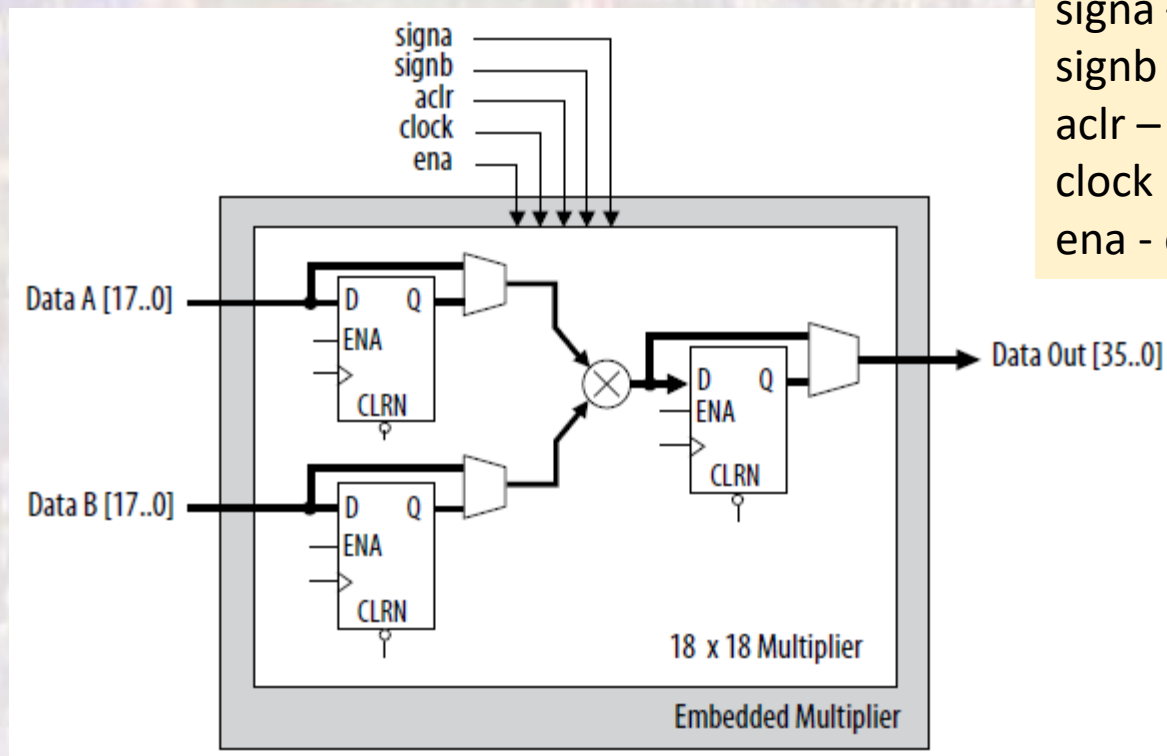 signa
signb
aclr
clock
ena
signa -
signb
aclr –
clock
ena -
Data A [17..0]
D Q
ENA
CLRN
Data B [17..0]
D Q
ENA
CLRN
D Q
ENA
CLRN
Data Out [35..0]
18 x 18 Multiplier
Embedded Multiplier